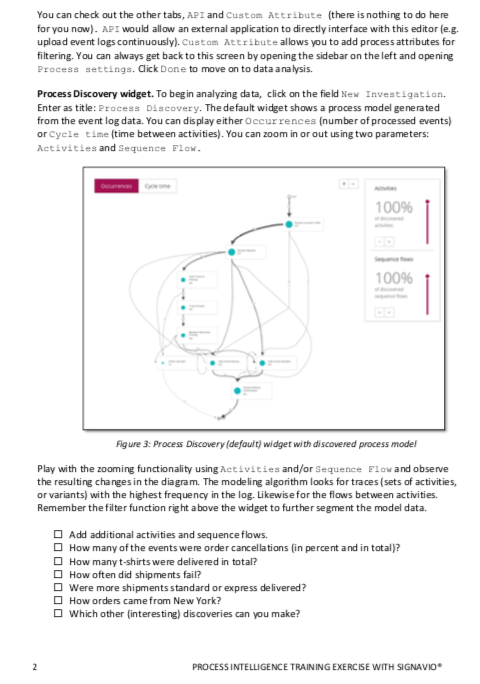 You can check out the other tabs, API and Custom Attribute (there is nothing to do here
for you now). API would allow an external application to directly interface with this editor (e.g.
upload event logs continuously). Custom Attribute allows you to add process attributes for
filtering. You can always get back to this screen by opening the sidebar on the left and opening
Process settings. Click Done to move on to data analysis.
Process Discovery widget. To begin analyzing data, click on the field New Investigation.
Enter as title: Process Discovery. The default widget shows a process model generated
from the event log data. You can display either Occurrences (number of processed events)
or Cycle time (time between activities). You can zoom in or out using two parameters:
Activities and Sequence Flow.
Occurrences Cycle time
+ -
Activities
100%
of discovered
activities
Sequence flows
100%
of discovered
sequence flows
Figure 3: Process Discovery (default) widget with discovered process model
Play with the zooming functionality using Activities and/or Sequence Flow and observe
the resulting changes in the diagram. The modeling algorithm looks for traces (sets of activities,
or variants) with the highest frequency in the log. Likewise for the flows between activities.
Remember the filter function right above the widget to further segment the model data.
☐ Add additional activities and sequence flows.
☐ How many of the events were order cancellations (in percent and in total)?
☐ How many t-shirts were delivered in total?
☐ How often did shipments fail?
☐ Were more shipments standard or express delivered?
☐ How orders came from New York?
☐ Which other (interesting) discoveries can you make?
2 PROCESS INTELLIGENCE TRAINING EXERCISE WITH SIGNAVIO®